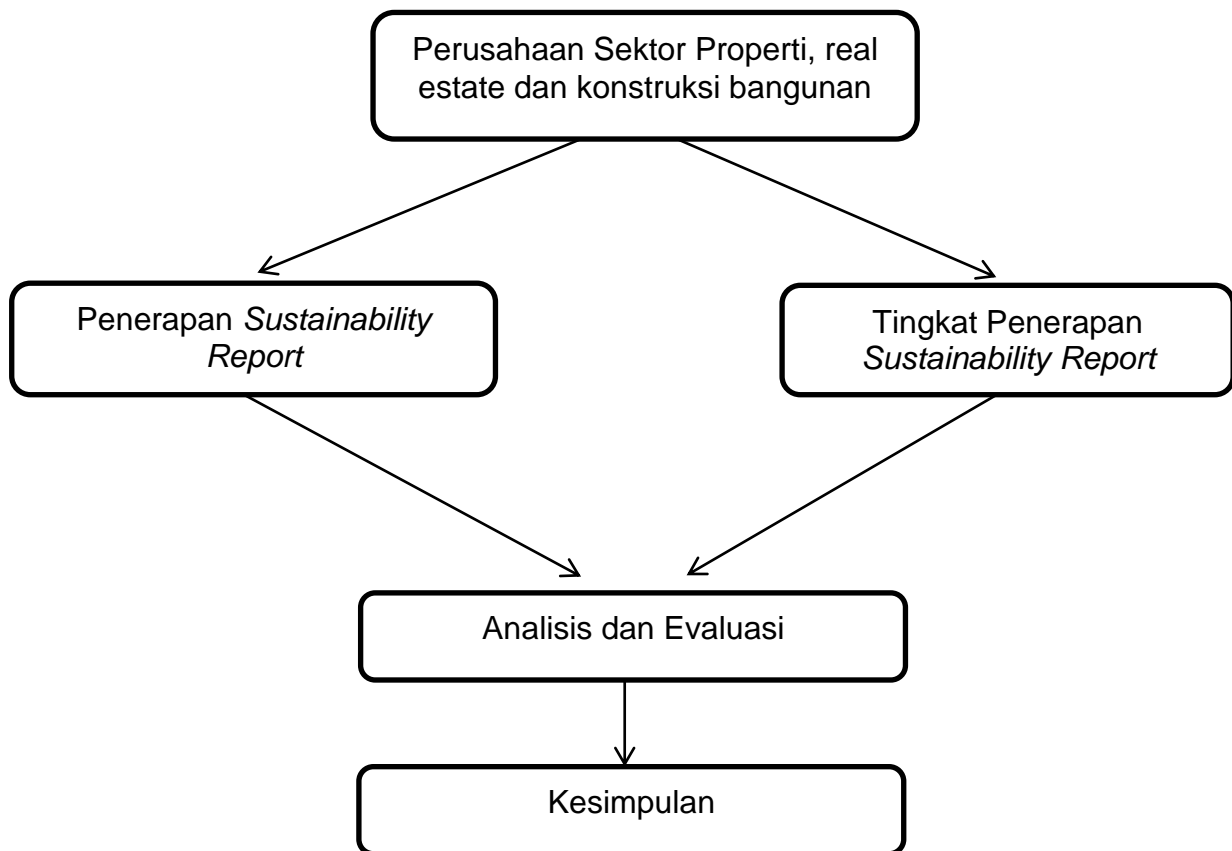 Perusahaan Sektor Properti, real
estate dan konstruksi bangunan
Penerapan Sustainability
Report
Tingkat Penerapan
Sustainability Report
Analisis dan Evaluasi
Kesimpulan